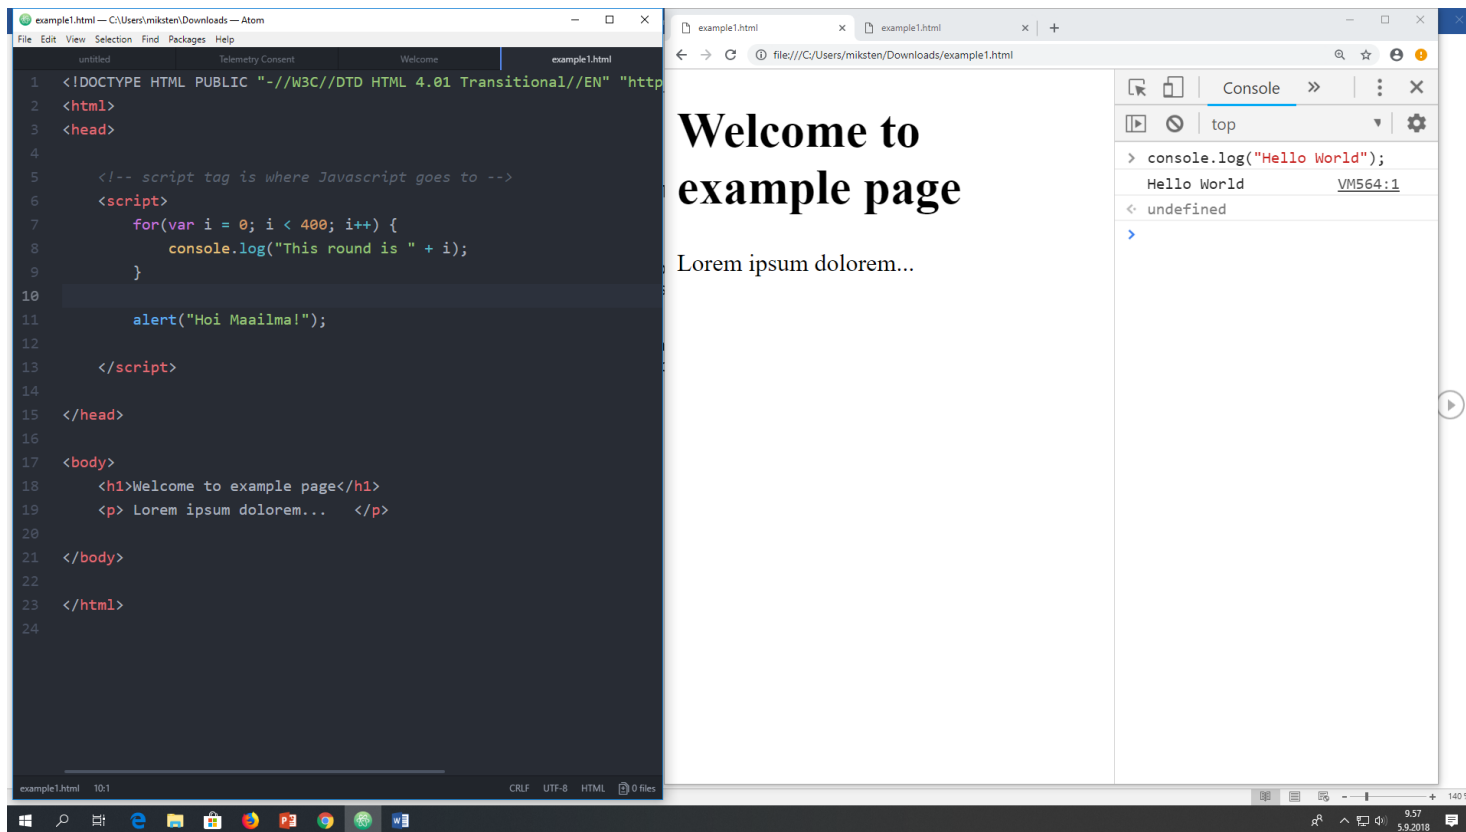 example1.html — C:\Users\miksten\Downloads — Atom
File Edit View Selection Find Packages Help
untitled Telemetry Consent Welcome example1.html
1 <!DOCTYPE HTML PUBLIC "-//W3C//DTD HTML 4.01 Transitional//EN" "http
2 <html>
3 <head>
4
5 <!-- script tag is where Javascript goes to -->
6 <script>
7 for(var i = 0; i < 400; i++) {
8 console.log("This round is " + i);
9 }
10
11 alert("Hoi Maailma!");
12
13 </script>
14
15 </head>
16
17 <body>
18 <h1>Welcome to example page</h1>
19 <p> Lorem ipsum dolorem... </p>
20
21 </body>
22
23 </html>
24
example1.html 10:1 CRLF UTF-8 HTML 0 files
example1.html example1.html
file:///C:/Users/miksten/Downloads/example1.html
Welcome to
example page
Lorem ipsum dolorem...
Console
top
> console.log("Hello World");
Hello World VM564:1
undefined
>
- + 140
9.57
5.9.2018